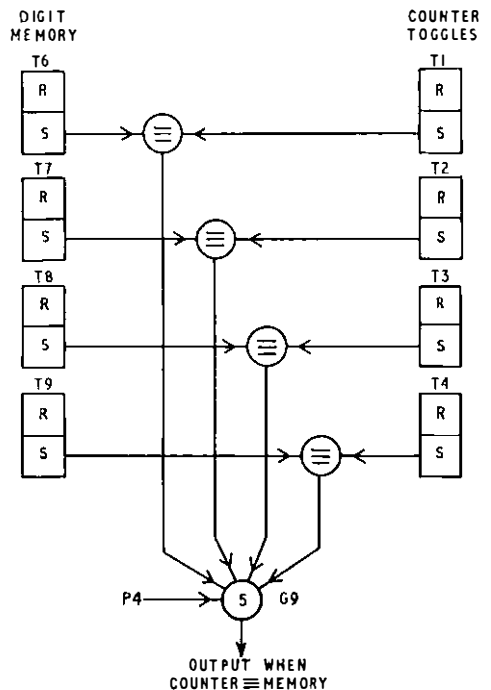 DIGIT
MEMORY
COUNTER
TOGGLES
T6
R
S
T1
R
S
≡
T7
R
S
T2
R
S
≡
T8
R
S
T3
R
S
≡
T9
R
S
T4
R
S
≡
P4
5
G9
OUTPUT WHEN
COUNTER ≡ MEMORY